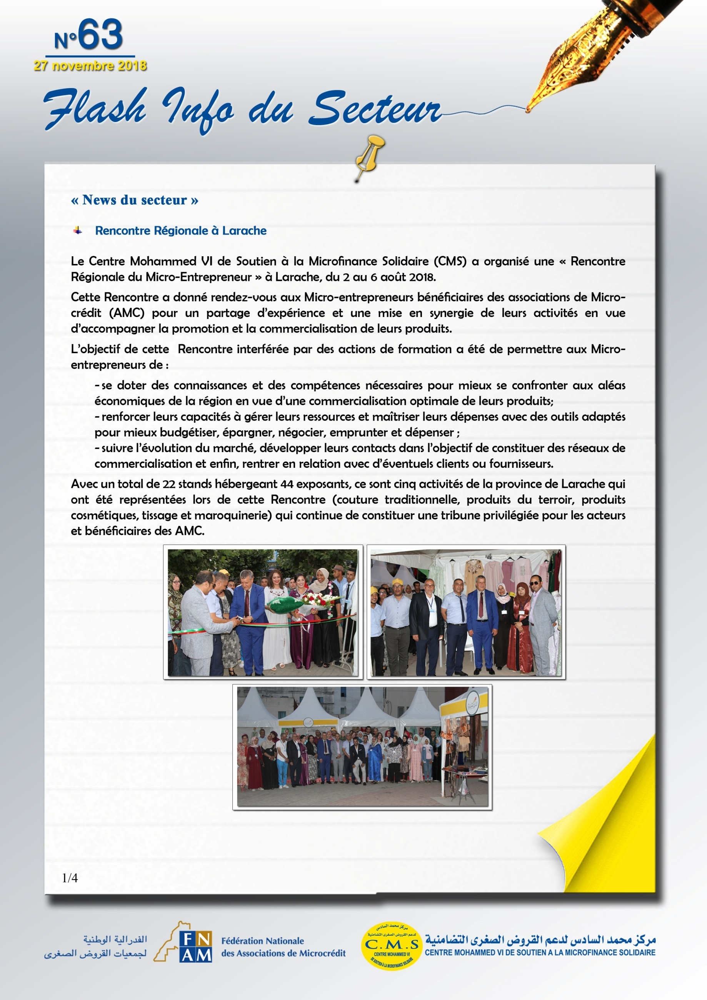 N°63
27 novembre 2018
Flash Info du Secteur
« News du secteur »
Rencontre Régionale à Larache
Le Centre Mohammed VI de Soutien à la Microfinance Solidaire (CMS) a organisé une « Rencontre
Régionale du Micro-Entrepreneur » à Larache, du 2 au 6 août 2018.
Cette Rencontre a donné rendez-vous aux Micro-entrepreneurs bénéficiaires des associations de Micro-
crédit (AMC) pour un partage d’expérience et une mise en synergie de leurs activités en vue
d’accompagner la promotion et la commercialisation de leurs produits.
L’objectif de cette  Rencontre interférée par des actions de formation a été de permettre aux Micro-
entrepreneurs de :
- se doter des connaissances et des compétences nécessaires pour mieux se confronter aux aléas
économiques de la région en vue d’une commercialisation optimale de leurs produits;
- renforcer leurs capacités à gérer leurs ressources et maîtriser leurs dépenses avec des outils adaptés
pour mieux budgétiser, épargner, négocier, emprunter et dépenser ;
- suivre l’évolution du marché, développer leurs contacts dans l’objectif de constituer des réseaux de
commercialisation et enfin, rentrer en relation avec d’éventuels clients ou fournisseurs.
Avec un total de 22 stands hébergeant 44 exposants, ce sont cinq activités de la province de Larache qui
ont été représentées lors de cette Rencontre (couture traditionnelle, produits du terroir, produits
cosmétiques, tissage et maroquinerie) qui continue de constituer une tribune privilégiée pour les acteurs
et bénéficiaires des AMC.
1/4
الفدرالية الوطنية
لجمعيات القروض الصغرى
FN
AM
Fédération Nationale
des Associations de Microcrédit
مركز محمد السادس
لدعم القروض الصغرى التضامنية
C.M.S
CENTRE MOHAMMED VI
DE SOUTIEN À LA MICROFINANCE SOLIDAIRE
مركز محمد السادس لدعم القروض الصغرى التضامنية
CENTRE MOHAMMED VI DE SOUTIEN A LA MICROFINANCE SOLIDAIRE